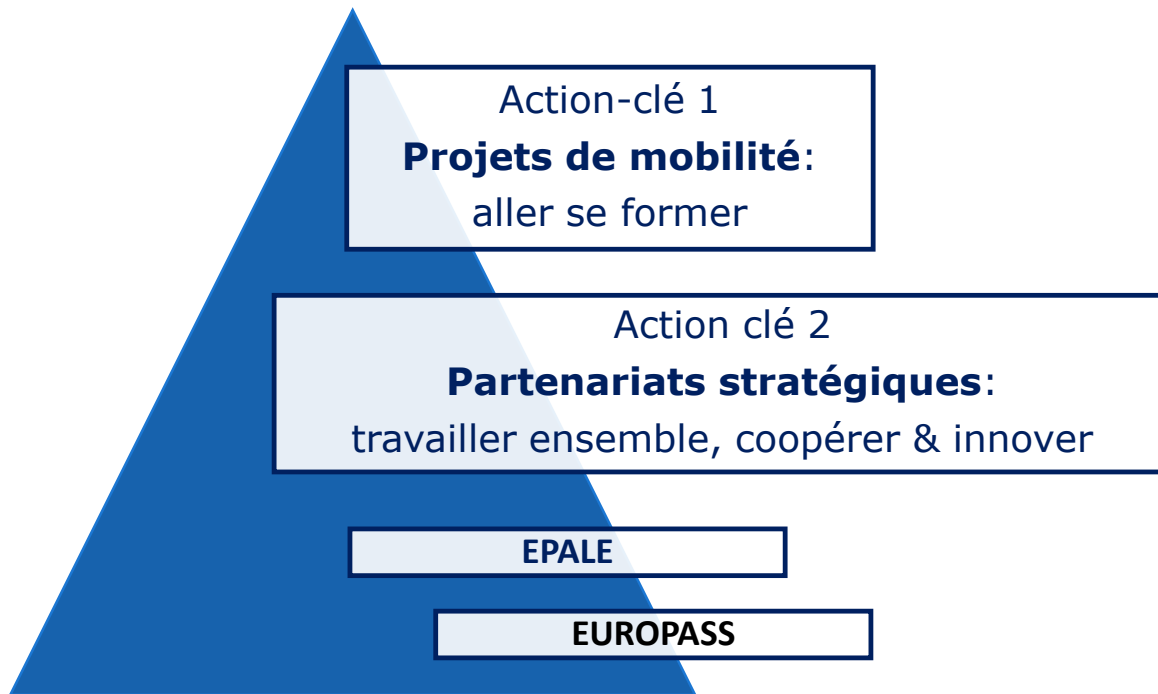 Action-clé 1
Projets de mobilité:
aller se former
Action clé 2
Partenariats stratégiques:
travailler ensemble, coopérer & innover
EPALE
EUROPASS